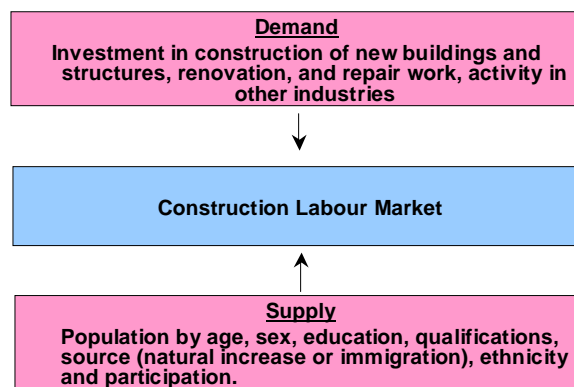 Demand
Investment in construction of new buildings and
structures, renovation, and repair work, activity in
other industries
Construction Labour Market
Supply
Population by age, sex, education, qualifications,
source (natural increase or immigration), ethnicity
and participation.